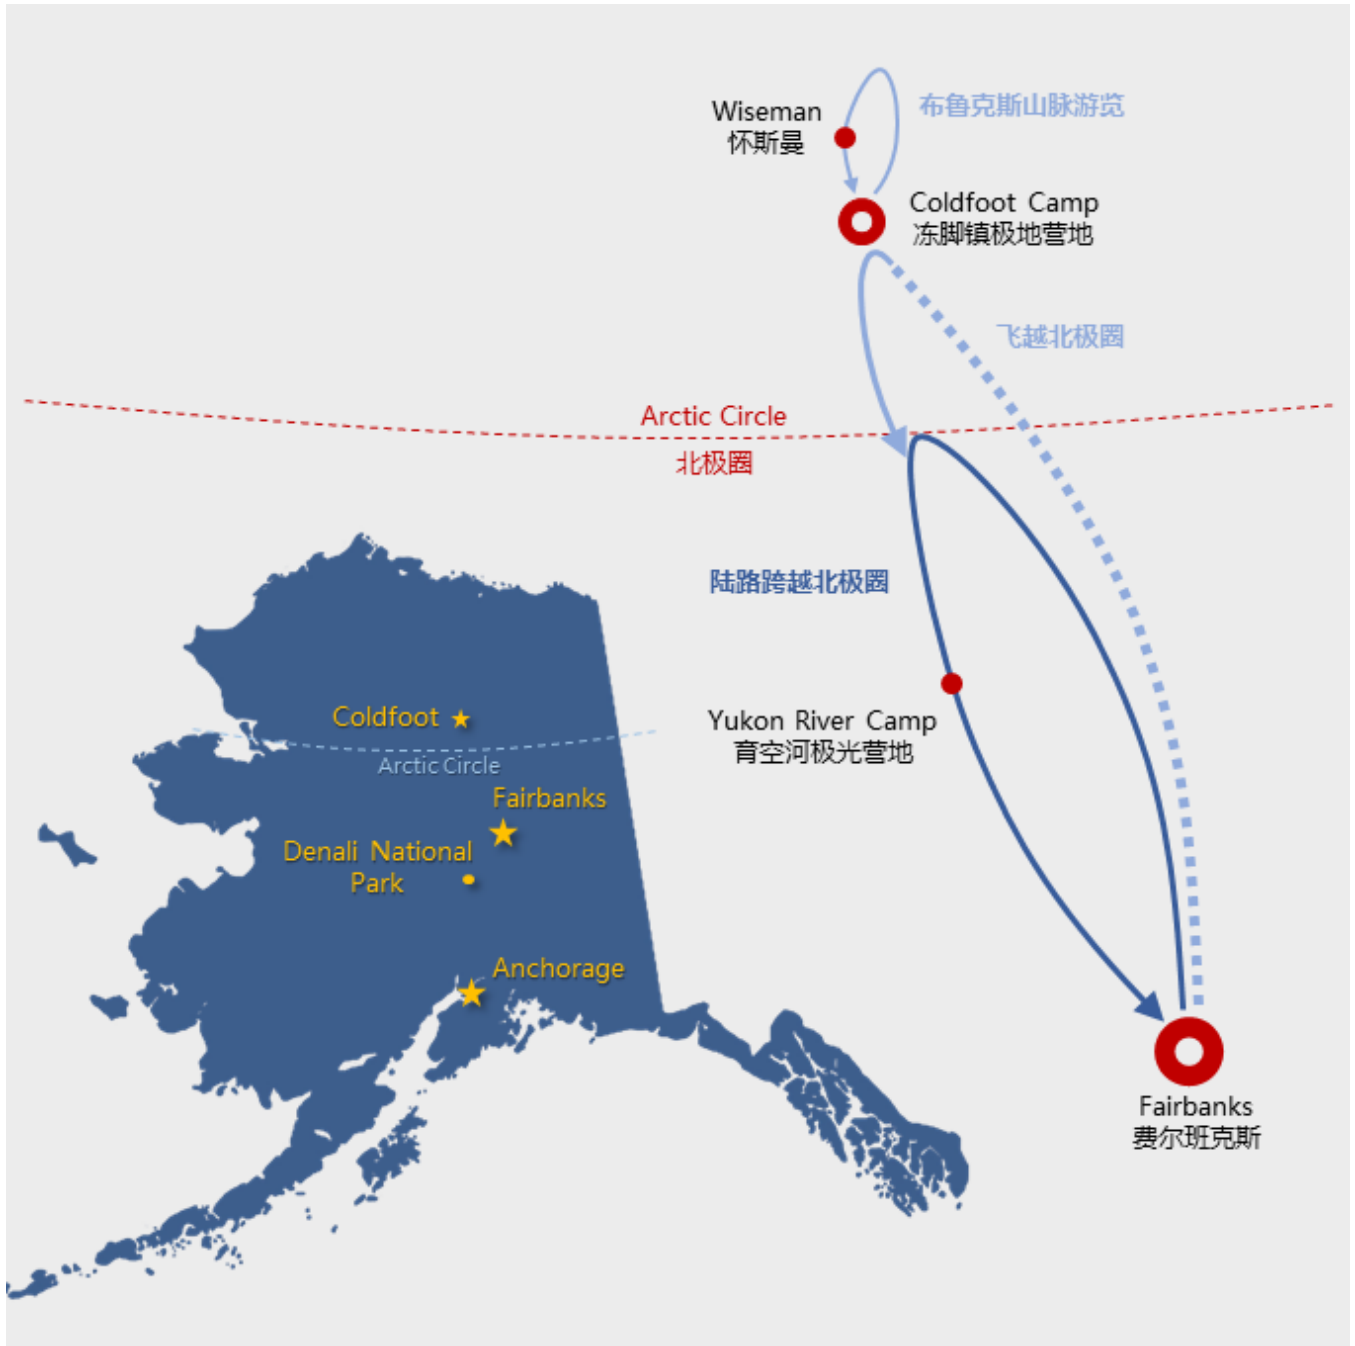 Wiseman
怀斯曼
布鲁克斯山脉游览
Coldfoot Camp
冻脚镇极地营地
飞越北极圈
Arctic Circle
北极圈
陆路跨越北极圈
Yukon River Camp
育空河极光营地
Fairbanks
费尔班克斯
Coldfoot
Arctic Circle
Fairbanks
Denali National
Park
Anchorage